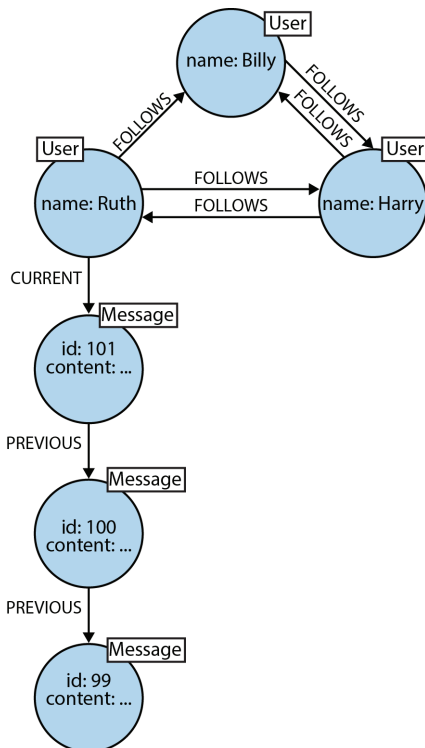 User
name: Billy
FOLLOWS
FOLLOWS
FOLLOWS
User
User
name: Ruth
FOLLOWS
FOLLOWS
name: Harry
CURRENT
Message
id: 101
content: ...
PREVIOUS
Message
id: 100
content: ...
PREVIOUS
Message
id: 99
content: ...